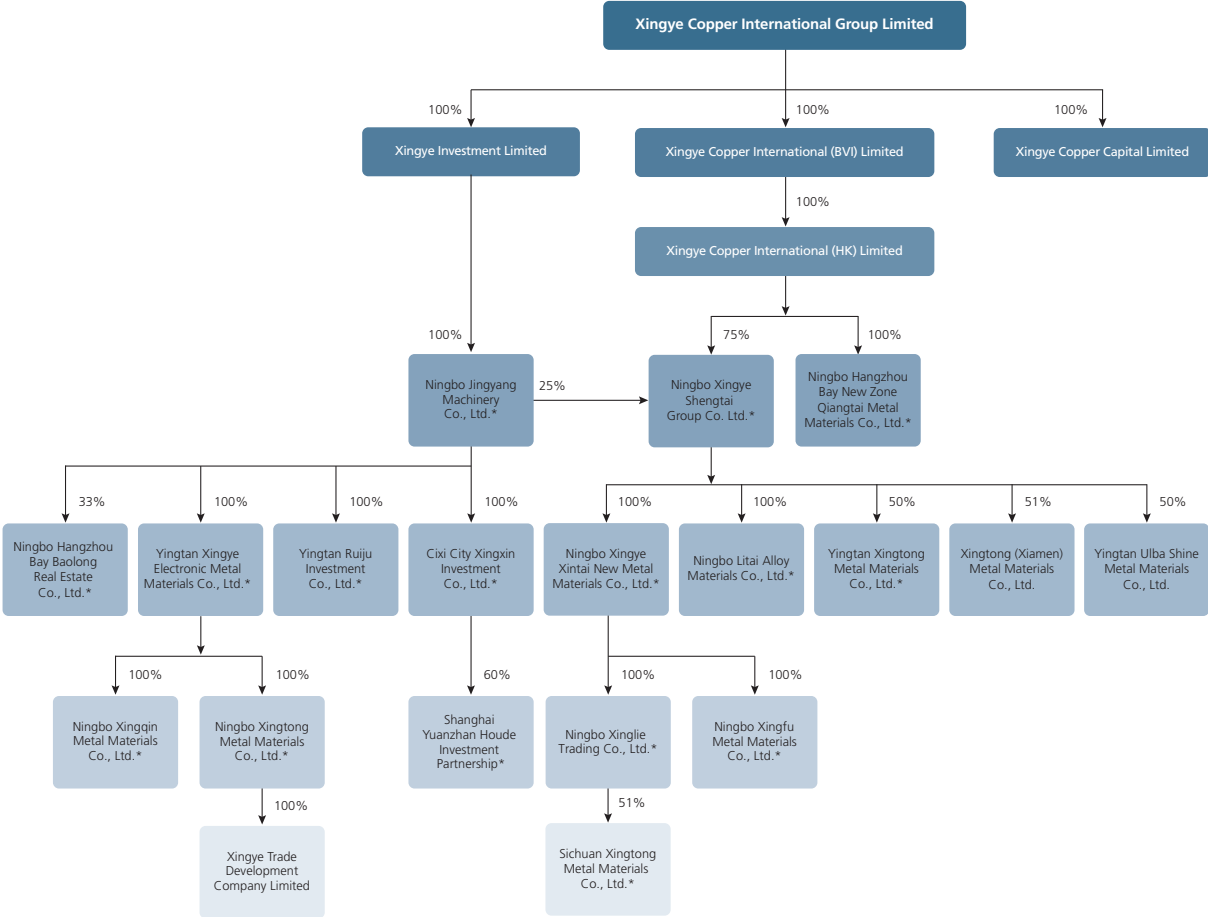 Xingye Copper International Group Limited
100%
100%
100%
Xingye Investment Limited
Xingye Copper International (BVI) Limited
Xingye Copper Capital Limited
100%
Xingye Copper International (HK) Limited
100%
75%
100%
Ningbo Jingyang
Machinery
Co., Ltd.*
25%
Ningbo Xingye
Shengtai
Group Co. Ltd.*
Ningbo Hangzhou
Bay New Zone
Qiangtai Metal
Materials Co., Ltd.*
33%
100%
100%
100%
100%
100%
50%
51%
50%
Ningbo Hangzhou
Bay Baolong
Real Estate
Co., Ltd.*
Yingtan Xingye
Electronic Metal
Materials Co., Ltd.*
Yingtan Ruiju
Investment
Co., Ltd.*
Cixi City Xingxin
Investment
Co., Ltd.*
Ningbo Xingye
Xintai New Metal
Materials Co., Ltd.*
Ningbo Litai Alloy
Materials Co., Ltd.*
Yingtan Xingtong
Metal Materials
Co., Ltd.*
Xingtong (Xiamen)
Metal Materials
Co., Ltd.
Yingtan Ulba Shine
Metal Materials
Co., Ltd.
100%
100%
60%
100%
100%
Ningbo Xingqin
Metal Materials
Co., Ltd.*
Ningbo Xingtong
Metal Materials
Co., Ltd.*
Shanghai
Yuanzhan Houde
Investment
Partnership*
Ningbo Xinglie
Trading Co., Ltd.*
Ningbo Xingfu
Metal Materials
Co., Ltd.*
100%
51%
Xingye Trade
Development
Company Limited
Sichuan Xingtong
Metal Materials
Co., Ltd.*